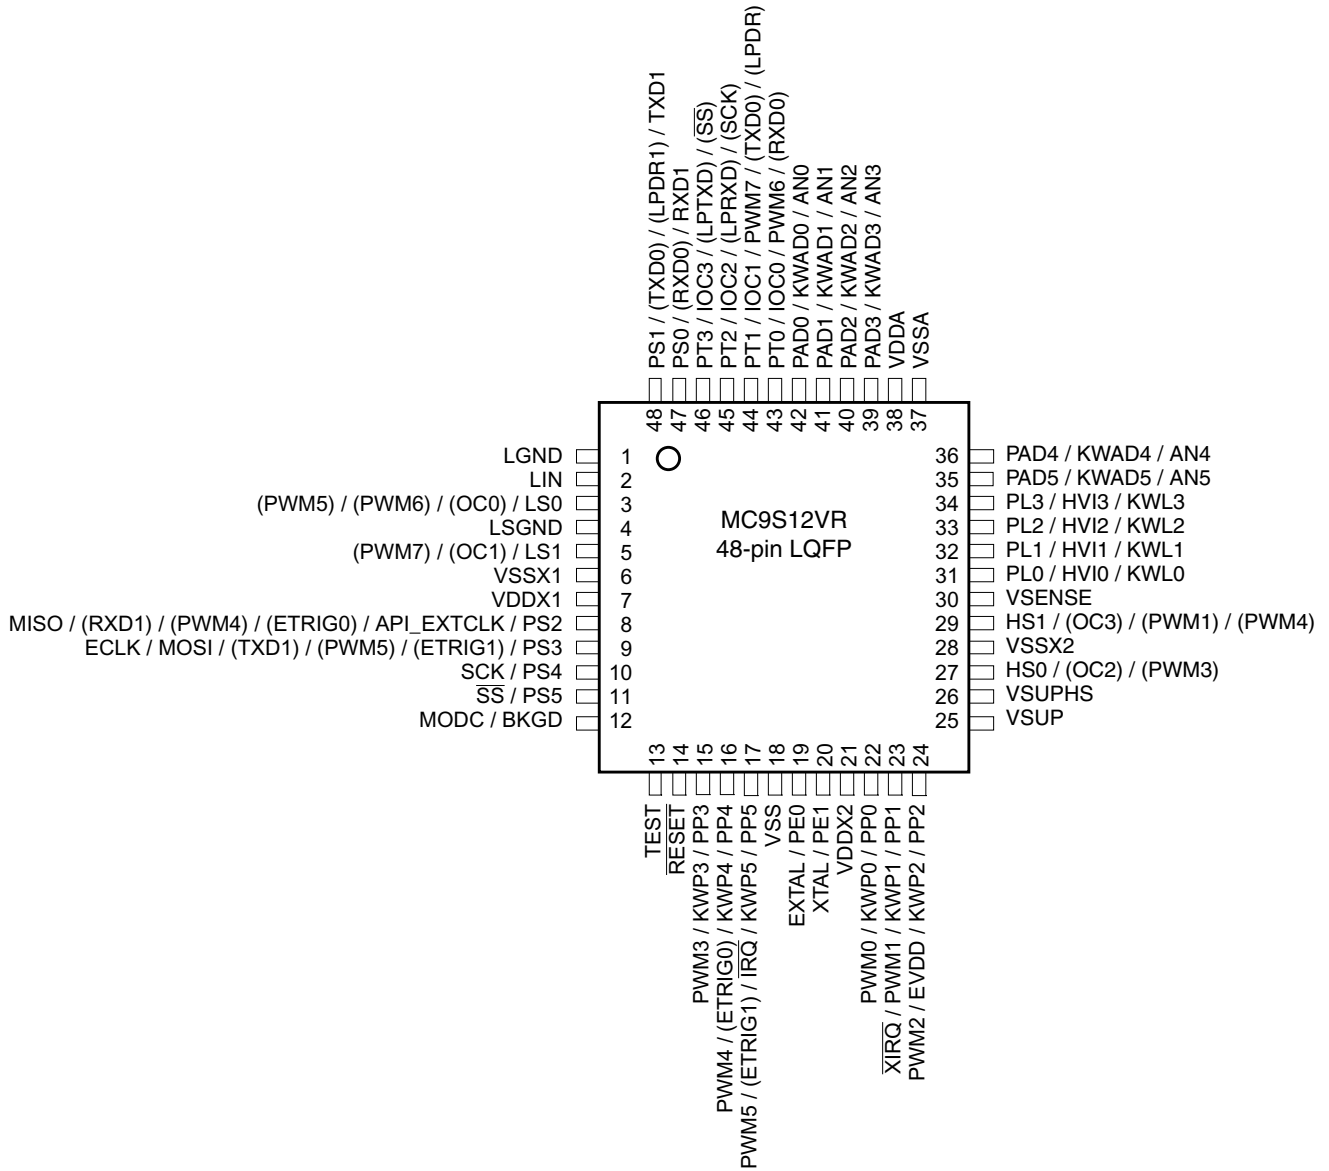 PS1 / (TXD0) / (LPDR1) / TXD1
PS0 / (RXD0) / RXD1
PT3 / IOC3 / (LPTXD) / (S̅S̅)
PT2 / IOC2 / (LPRXD) / (SCK)
PT1 / IOC1 / PWM7 / (TXD0) / (LPDR)
PT0 / IOC0 / PWM6 / (RXD0)
PAD0 / KWAD0 / AN0
PAD1 / KWAD1 / AN1
PAD2 / KWAD2 / AN2
PAD3 / KWAD3 / AN3
VDDA
VSSA
48
47
46
45
44
43
42
41
40
39
38
37
LGND 1
LIN 2
(PWM5) / (PWM6) / (OC0) / LS0 3
LSGND 4
(PWM7) / (OC1) / LS1 5
VSSX1 6
VDDX1 7
MISO / (RXD1) / (PWM4) / (ETRIG0) / API_EXTCLK / PS2 8
ECLK / MOSI / (TXD1) / (PWM5) / (ETRIG1) / PS3 9
SCK / PS4 10
S̅S̅ / PS5 11
MODC / BKGD 12
MC9S12VR
48-pin LQFP
36 PAD4 / KWAD4 / AN4
35 PAD5 / KWAD5 / AN5
34 PL3 / HVI3 / KWL3
33 PL2 / HVI2 / KWL2
32 PL1 / HVI1 / KWL1
31 PL0 / HVI0 / KWL0
30 VSENSE
29 HS1 / (OC3) / (PWM1) / (PWM4)
28 VSSX2
27 HS0 / (OC2) / (PWM3)
26 VSUPHS
25 VSUP
13
14
15
16
17
18
19
20
21
22
23
24
TEST
R̅E̅S̅E̅T̅
PWM3 / KWP3 / PP3
PWM4 / (ETRIG0) / KWP4 / PP4
PWM5 / (ETRIG1) / I̅R̅Q̅ / KWP5 / PP5
VSS
EXTAL / PE0
XTAL / PE1
VDDX2
PWM0 / KWP0 / PP0
X̅I̅R̅Q̅ / PWM1 / KWP1 / PP1
PWM2 / EVDD / KWP2 / PP2